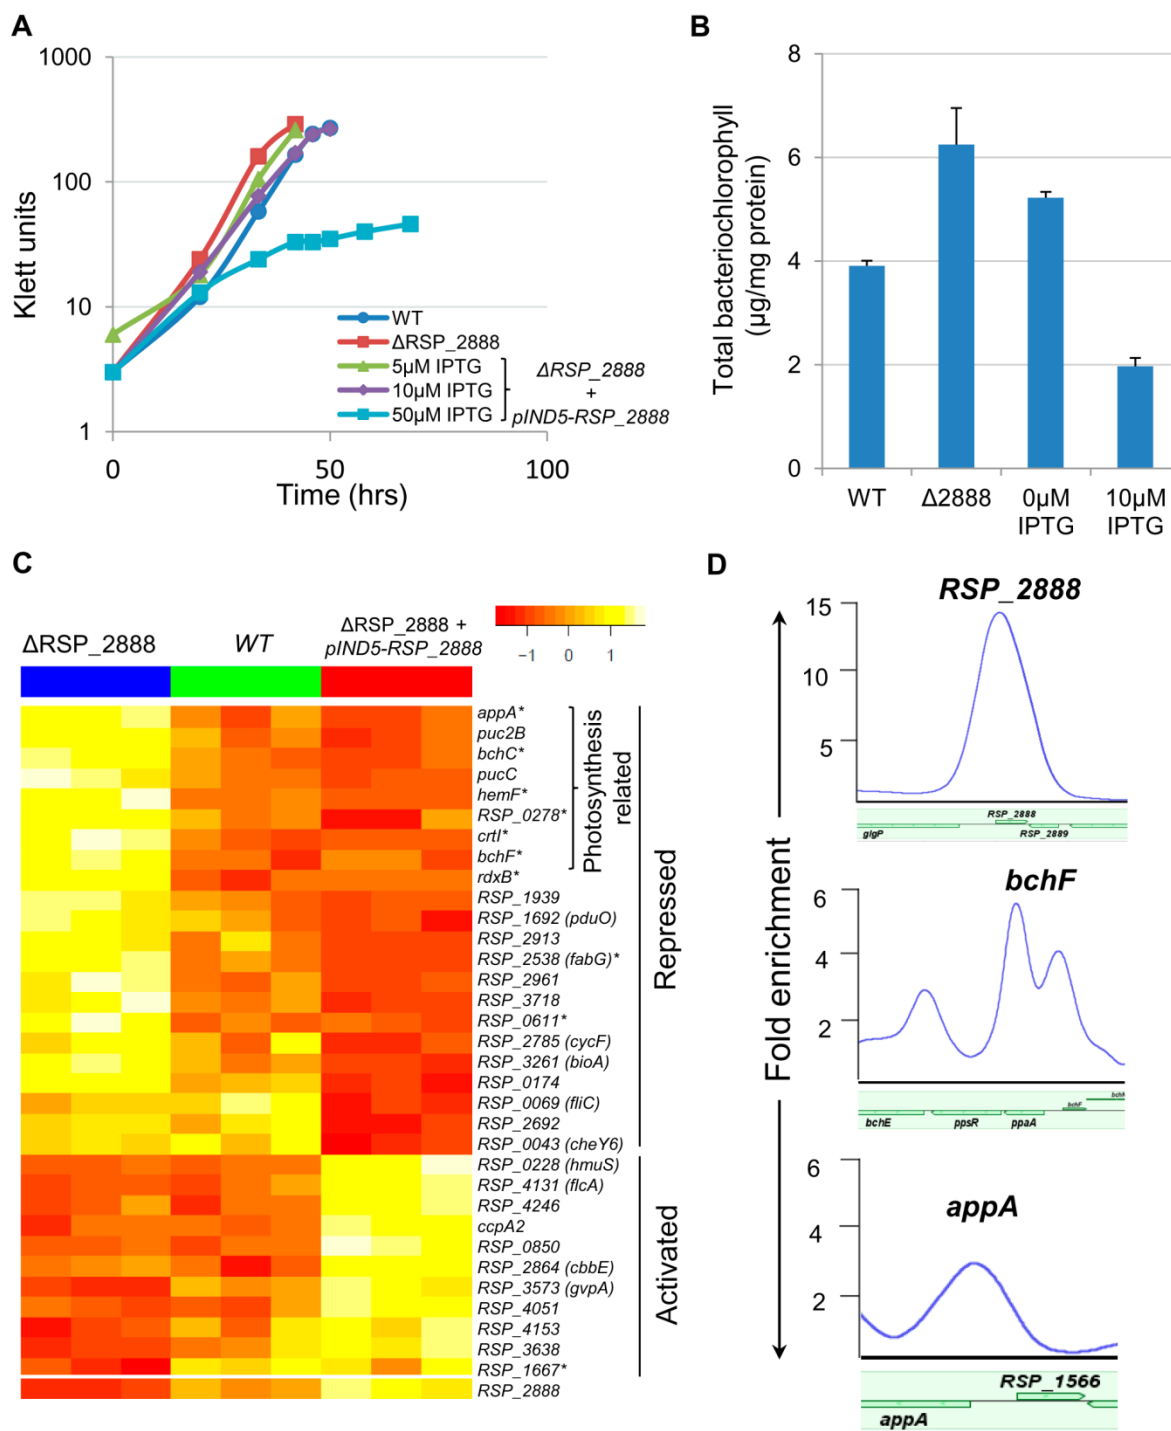 A
1000
100
10
1
Klett units
0
50
100
Time (hrs)
WT
ΔRSP_2888
5µM IPTG
10µM IPTG
50µM IPTG
ΔRSP_2888
+
pIND5-RSP_2888
B
8
6
4
2
0
Total bacteriochlorophyll
(µg/mg protein)
WT
Δ2888
0µM
IPTG
10µM
IPTG
C
−1 0 1
ΔRSP_2888
WT
ΔRSP_2888 +
pIND5-RSP_2888
appA*
puc2B
bchC*
pucC
hemF*
RSP_0278*
crtI*
bchF*
rdxB*
RSP_1939
RSP_1692 (pduO)
RSP_2913
RSP_2538 (fabG)*
RSP_2961
RSP_3718
RSP_0611*
RSP_2785 (cycF)
RSP_3261 (bioA)
RSP_0174
RSP_0069 (fliC)
RSP_2692
RSP_0043 (cheY6)
RSP_0228 (hmuS)
RSP_4131 (flcA)
RSP_4246
ccpA2
RSP_0850
RSP_2864 (cbbE)
RSP_3573 (gvpA)
RSP_4051
RSP_4153
RSP_3638
RSP_1667*
RSP_2888
Photosynthesis
related
Repressed
Activated
D
Fold enrichment
RSP_2888
15
10
5
RSP_2888
glgP
RSP_2889
bchF
6
4
2
bchF
bchE
ppsR
ppaA
appA
6
4
2
RSP_1566
appA